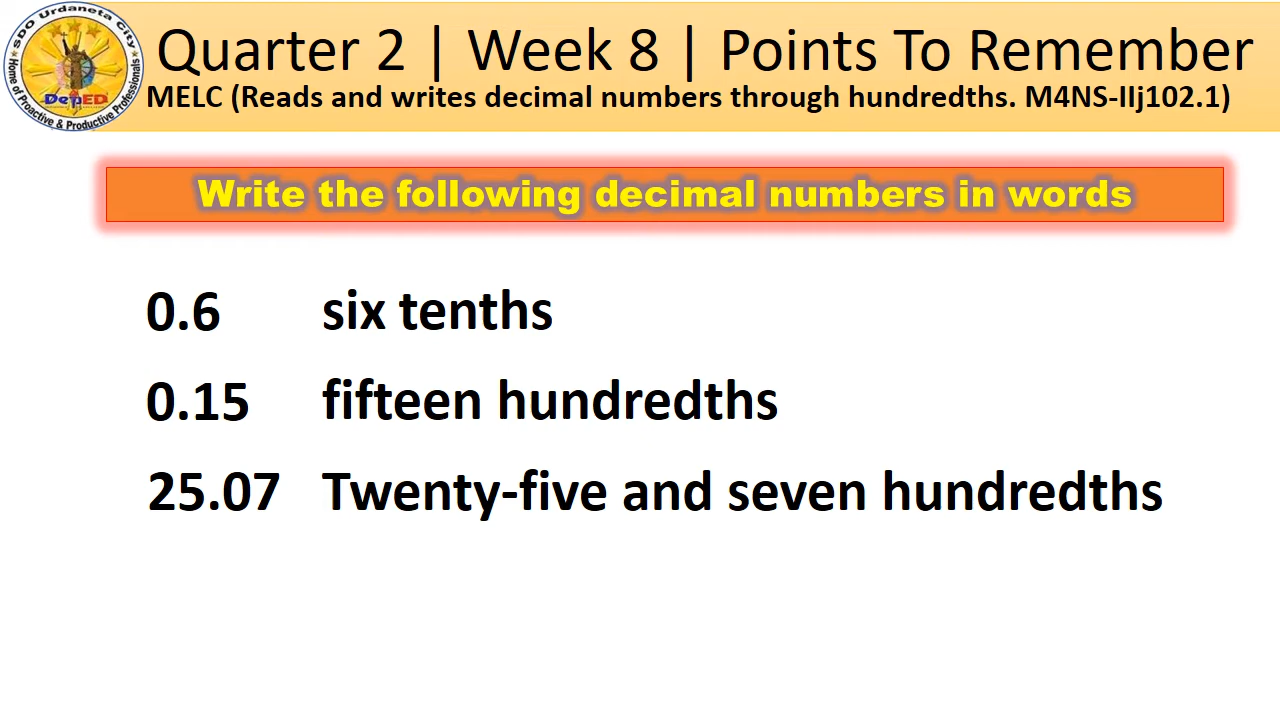 SDO Urdaneta City
Home of Proactive & Productive Professionals
DepED
Quarter 2 | Week 8 | Points To Remember
MELC (Reads and writes decimal numbers through hundredths. M4NS-IIj102.1)
Write the following decimal numbers in words
0.6 six tenths
0.15 fifteen hundredths
25.07 Twenty-five and seven hundredths